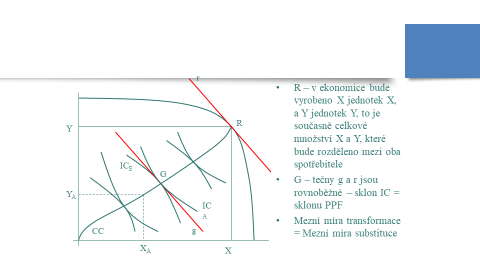 r
R
Y
IC_E
G
Y_A
IC
A
CC
g
X_A
X
• R – v ekonomice bude
vyrobeno X jednotek X,
a Y jednotek Y, to je
současně celkové
množství X a Y, které
bude rozděleno mezi oba
spotřebitele
• G – tečny g a r jsou
rovnoběžné – sklon IC =
sklonu PPF
• Mezní míra transformace
= Mezní míra substituce